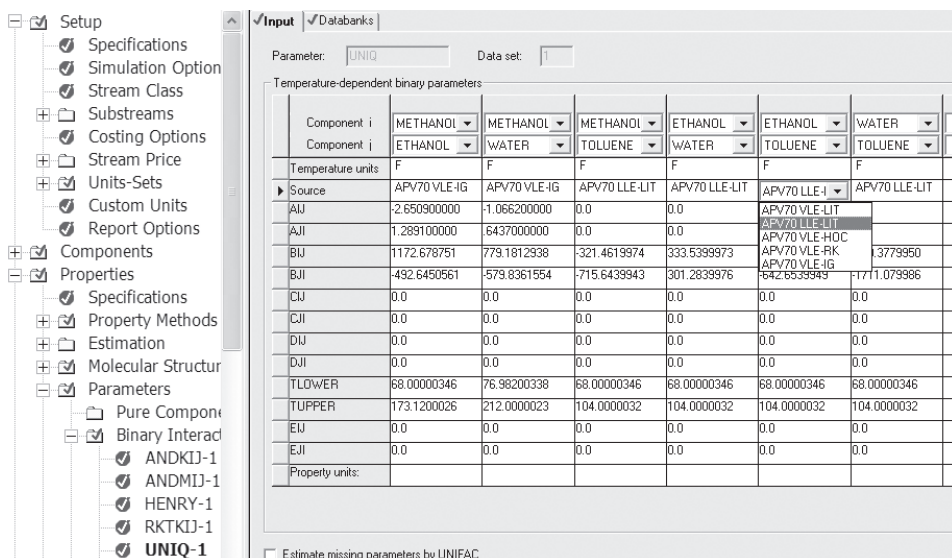 Setup
Specifications
Simulation Option
Stream Class
Substreams
Costing Options
Stream Price
Units-Sets
Custom Units
Report Options
Components
Properties
Specifications
Property Methods
Estimation
Molecular Structur
Parameters
Pure Compone
Binary Interact
ANDKIJ-1
ANDMIJ-1
HENRY-1
RKTKIJ-1
UNIQ-1
Input Databanks
Parameter: UNIQ Data set: 1
Temperature-dependent binary parameters
Component i METHANOL METHANOL METHANOL ETHANOL ETHANOL WATER
Component j ETHANOL WATER TOLUENE WATER TOLUENE TOLUENE
Temperature units F F F F F F
Source APV70 VLE-IG APV70 VLE-IG APV70 LLE-LIT APV70 LLE-LIT APV70 LLE-l APV70 LLE-LIT
AIJ -2.650900000 -1.066200000 0.0 0.0 APV70 VLE-LIT
AJI 1.289100000 .6437000000 0.0 0.0 APV70 LLE-LIT
APV70 VLE-HOC
BIJ 1172.678751 779.1812938 -321.4619974 333.5399973 APV70 VLE-RK .3779950
APV70 VLE-IG
BJI -492.6450561 -579.8361554 -715.6439943 301.2839976 -642.6539949 -1711.079986
CIJ 0.0 0.0 0.0 0.0 0.0 0.0
CJI 0.0 0.0 0.0 0.0 0.0 0.0
DIJ 0.0 0.0 0.0 0.0 0.0 0.0
DJI 0.0 0.0 0.0 0.0 0.0 0.0
TLOWER 68.00000346 76.98200338 68.00000346 68.00000346 68.00000346 68.00000346
TUPPER 173.1200026 212.0000023 104.0000032 104.0000032 104.0000032 104.0000032
EIJ 0.0 0.0 0.0 0.0 0.0 0.0
EJI 0.0 0.0 0.0 0.0 0.0 0.0
Property units:
Estimate missing parameters by UNIFAC